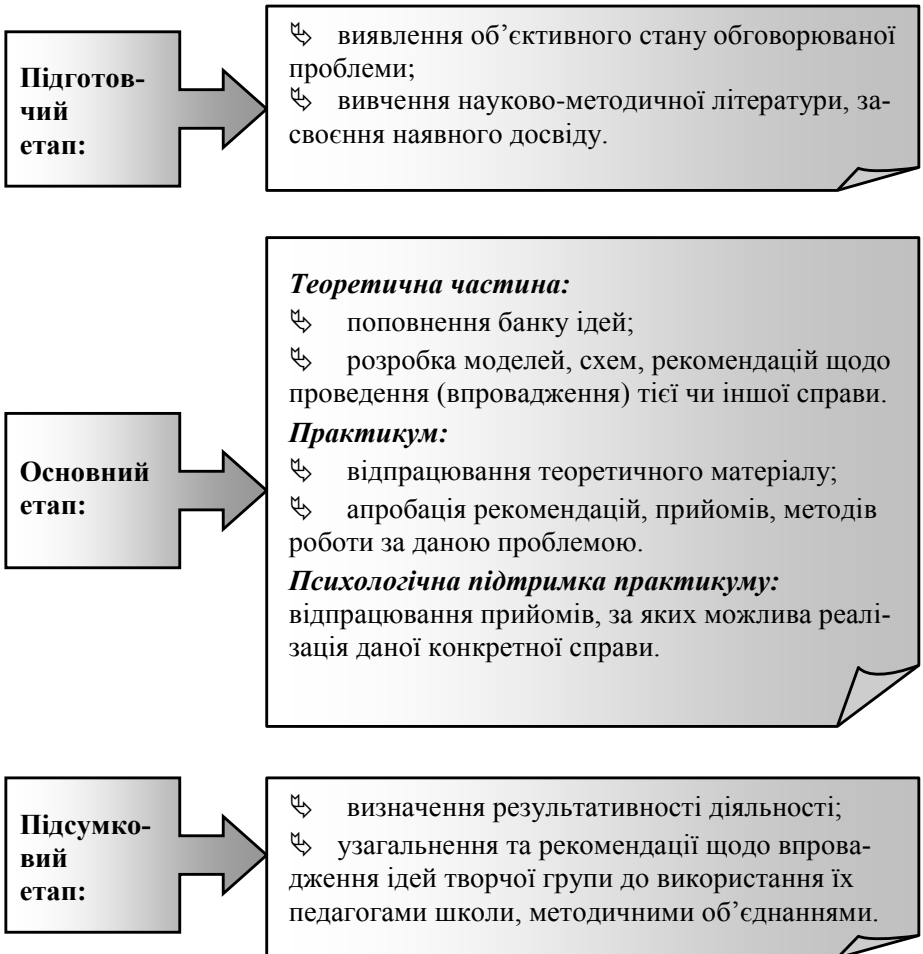 Підготов-
чий
етап:
виявлення об’єктивного стану обговорюваної
проблеми;
вивчення науково-методичної літератури, за-
своєння наявного досвіду.
Основний
етап:
Теоретична частина:
поповнення банку ідей;
розробка моделей, схем, рекомендацій щодо
проведення (впровадження) тієї чи іншої справи.
Практикум:
відпрацювання теоретичного матеріалу;
апробація рекомендацій, прийомів, методів
роботи за даною проблемою.
Психологічна підтримка практикуму:
відпрацювання прийомів, за яких можлива реалі-
зація даної конкретної справи.
Підсумко-
вий
етап:
визначення результативності діяльності;
узагальнення та рекомендації щодо впрова-
дження ідей творчої групи до використання їх
педагогами школи, методичними об’єднаннями.